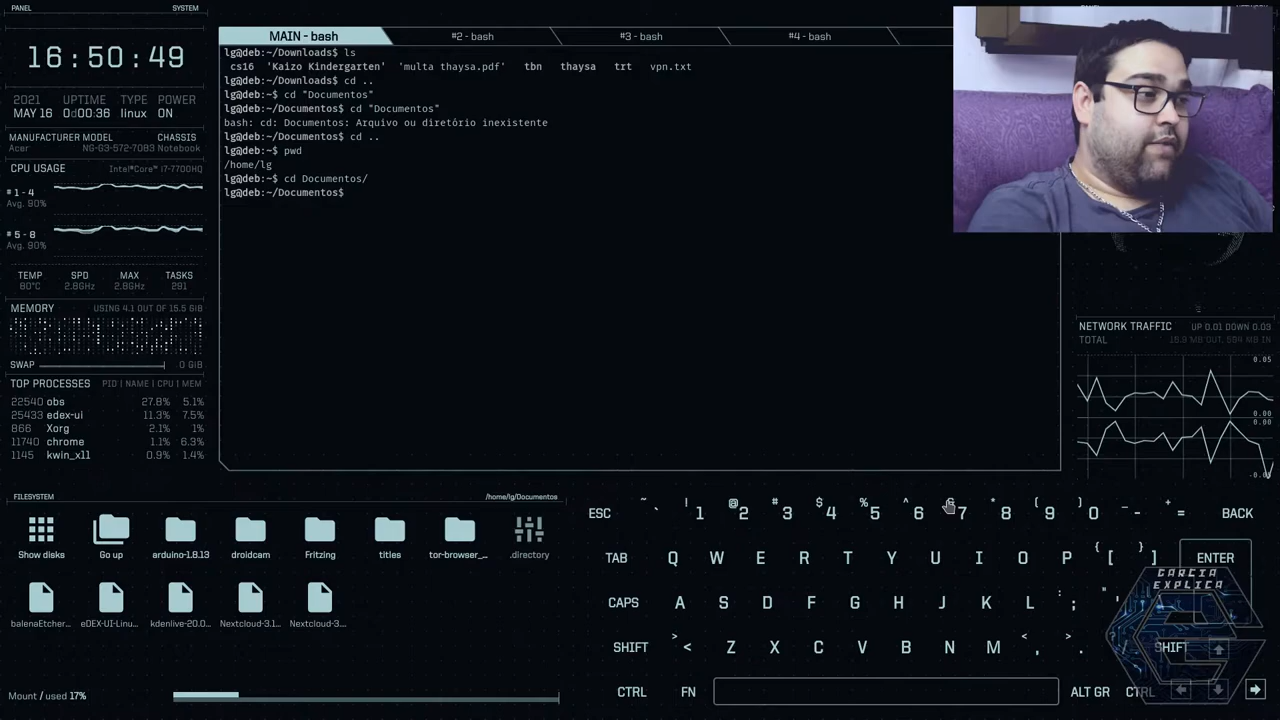 PANEL SYSTEM
16:50:49
2021 UPTIME TYPE POWER
MAY 16 0d00:36 linux ON
MANUFACTURER MODEL CHASSIS
Acer NG-G3-572-7083 Notebook
CPU USAGE Intel®Core™ i7-7700HQ
# 1 - 4
Avg. 90%
# 5 - 8
Avg. 90%
TEMP SPD MAX TASKS
80°C 2.8GHz 2.8GHz 291
MEMORY USING 4.1 OUT OF 15.5 GiB
SWAP 0 GiB
TOP PROCESSES PID | NAME | CPU | MEM
22540 obs 27.8% 5.1%
25433 edex-ui 11.3% 7.5%
866 Xorg 2.1% 1%
11740 chrome 1.1% 6.3%
1145 kwin_x11 0.9% 1.4%
MAIN - bash #2 - bash #3 - bash #4 - bash
lg@deb:~/Downloads$ ls
cs16 'Kaizo Kindergarten' 'multa thaysa.pdf' tbn thaysa trt vpn.txt
lg@deb:~/Downloads$ cd ..
lg@deb:~$ cd "Documentos"
lg@deb:~/Documentos$ cd "Documentos"
bash: cd: Documentos: Arquivo ou diretório inexistente
lg@deb:~/Documentos$ cd ..
lg@deb:~$ pwd
/home/lg
lg@deb:~$ cd Documentos/
lg@deb:~/Documentos$
NETWORK TRAFFIC UP 0.01 DOWN 0.03
TOTAL
0.05
0.00
0.00
FILESYSTEM /home/lg/Documentos
Show disks Go up arduino-1.8.13 droidcam Fritzing titles tor-browser_... .directory
balenaEtcher... eDEX-UI-Linu... kdenlive-20.0... Nextcloud-3.1... Nextcloud-3....
Mount / used 17%
ESC ~ ` ! 1 @ 2 # 3 $ 4 % 5 ^ 6 & 7 * 8 ( 9 ) 0 _ - + = BACK
TAB Q W E R T Y U I O P { [ } ] ENTER
CAPS A S D F G H J K L : ; " '
SHIFT > < Z X C V B N M < , > . / SHIFT
CTRL FN ALT GR CTRL
GARCIA
EXPLICA